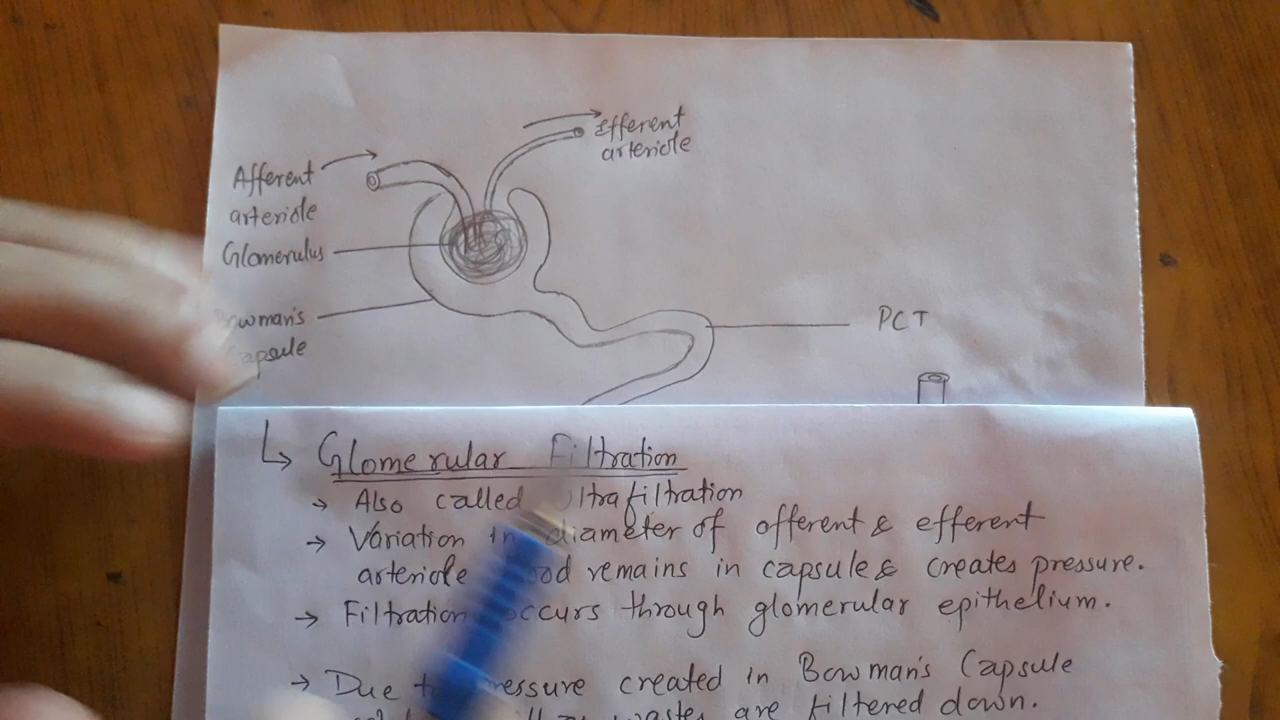 Efferent
arteriole
Afferent
arteriole
Glomerulus
Bowman's
Capsule
PCT
↳ Glomerular Filtration
→ Also called Ultrafiltration
→ Variation in diameter of offerent & efferent
arteriole remains in capsule & creates pressure.
→ Filtration occurs through glomerular epithelium.
→ Due to pressure created in Bowman's Capsule
wastes are filtered down.